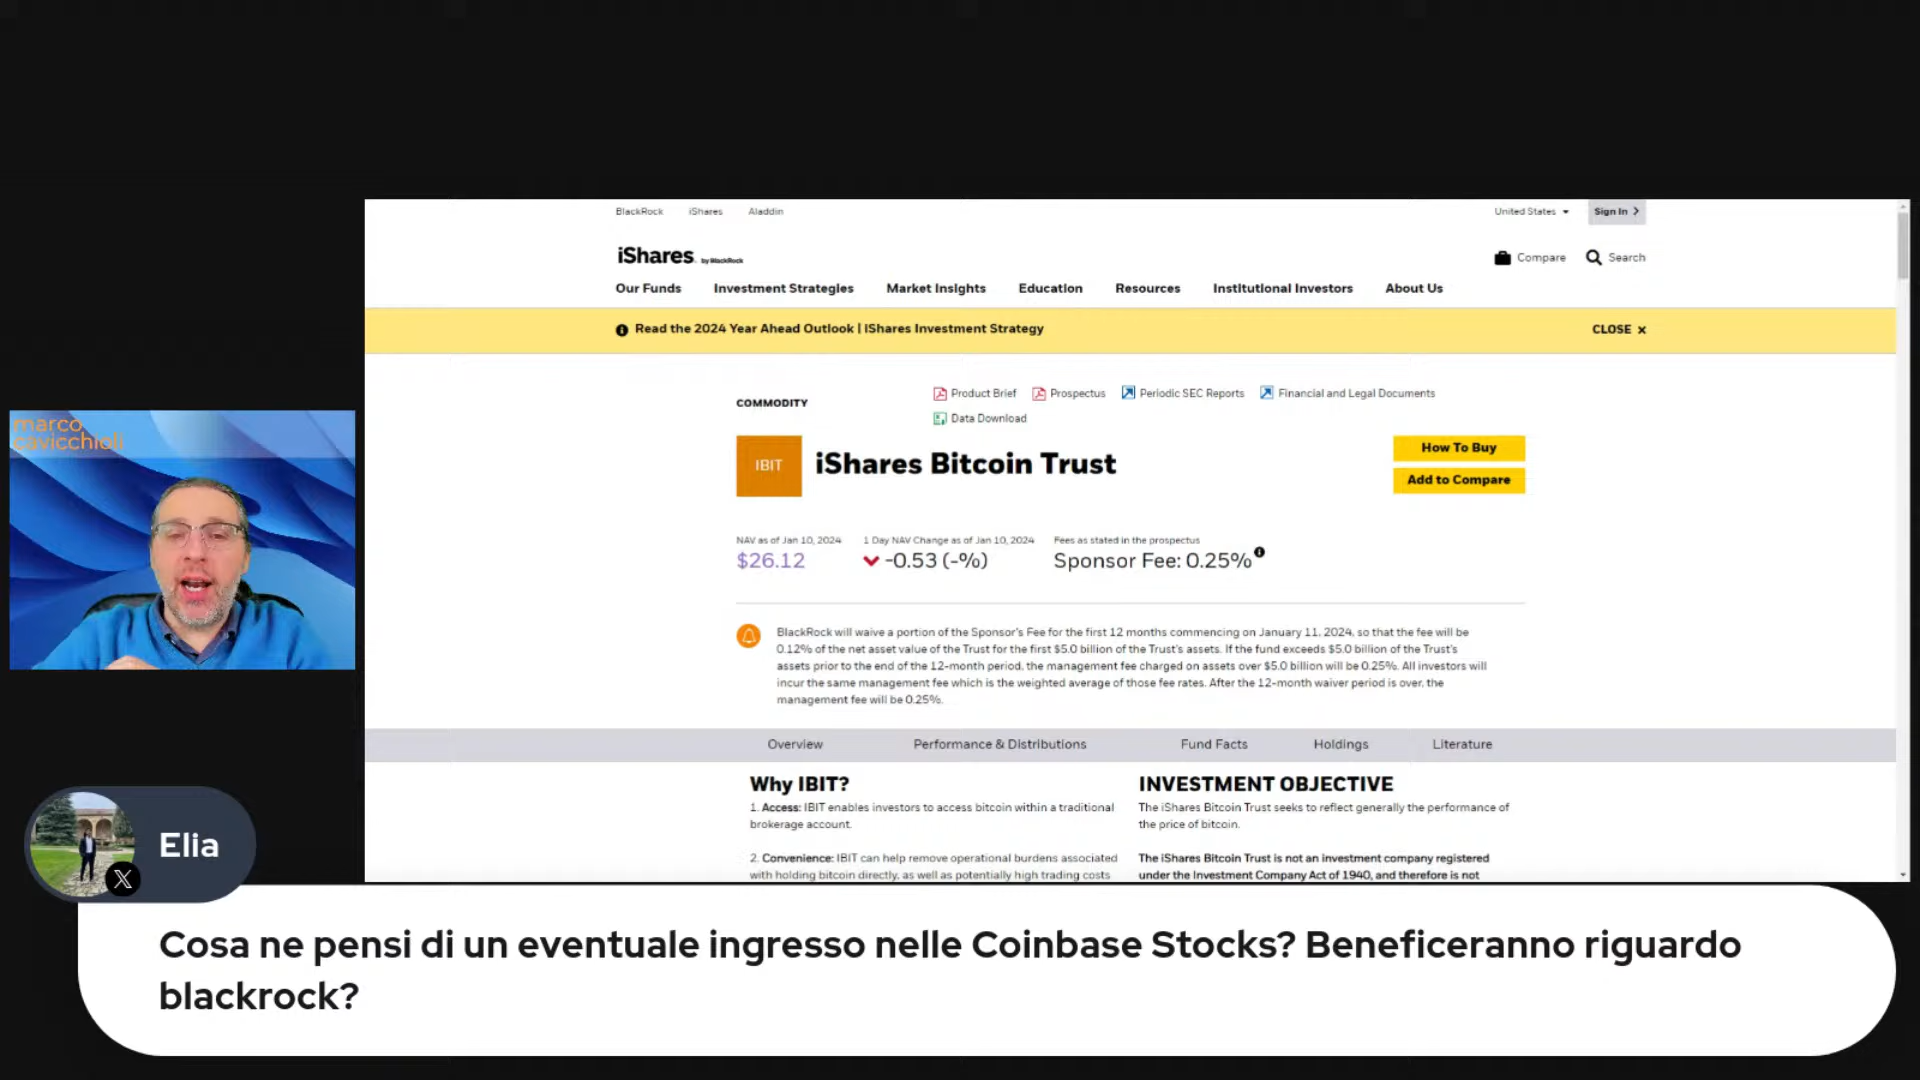 BlackRock iShares Aladdin United States Sign In
iShares by BlackRock Compare Search
Our Funds Investment Strategies Market Insights Education Resources Institutional Investors About Us
Read the 2024 Year Ahead Outlook | iShares Investment Strategy CLOSE x
COMMODITY
Product Brief Prospectus Periodic SEC Reports Financial and Legal Documents
Data Download
IBIT
iShares Bitcoin Trust
How To Buy
Add to Compare
NAV as of Jan 10, 2024
$26.12
1 Day NAV Change as of Jan 10, 2024
-0.53 (-%)
Fees as stated in the prospectus
Sponsor Fee: 0.25%
BlackRock will waive a portion of the Sponsor's Fee for the first 12 months commencing on January 11, 2024, so that the fee will be
0.12% of the net asset value of the Trust for the first $5.0 billion of the Trust's assets. If the fund exceeds $5.0 billion of the Trust's
assets prior to the end of the 12-month period, the management fee charged on assets over $5.0 billion will be 0.25%. All investors will
incur the same management fee which is the weighted average of those fee rates. After the 12-month waiver period is over, the
management fee will be 0.25%.
Overview Performance & Distributions Fund Facts Holdings Literature
Why IBIT?
1. Access: IBIT enables investors to access bitcoin within a traditional
brokerage account.
2. Convenience: IBIT can help remove operational burdens associated
with holding bitcoin directly, as well as potentially high trading costs
INVESTMENT OBJECTIVE
The iShares Bitcoin Trust seeks to reflect generally the performance of
the price of bitcoin.
The iShares Bitcoin Trust is not an investment company registered
under the Investment Company Act of 1940, and therefore is not
marco
cavicchioli
Elia
X
Cosa ne pensi di un eventuale ingresso nelle Coinbase Stocks? Beneficeranno riguardo
blackrock?